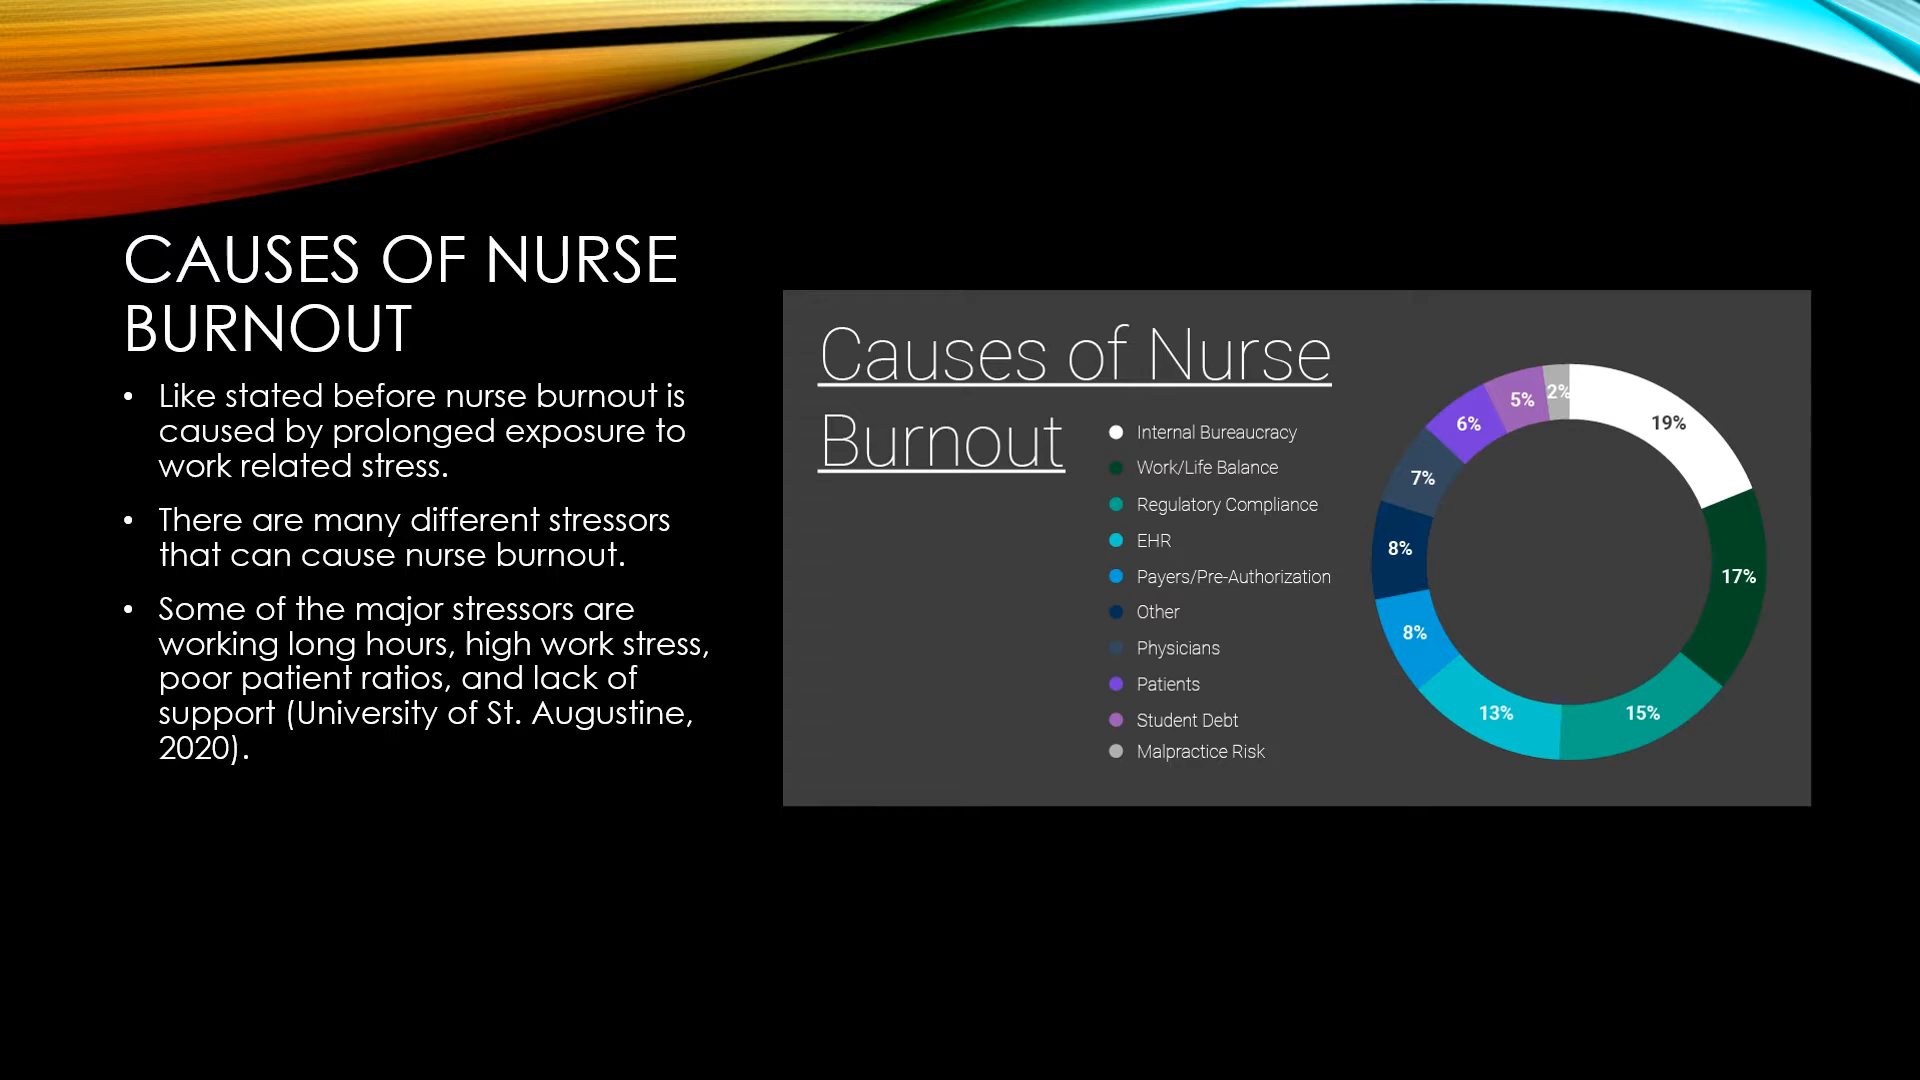 CAUSES OF NURSE
BURNOUT
• Like stated before nurse burnout is
caused by prolonged exposure to
work related stress.
• There are many different stressors
that can cause nurse burnout.
• Some of the major stressors are
working long hours, high work stress,
poor patient ratios, and lack of
support (University of St. Augustine,
2020).
Causes of Nurse
Burnout
Internal Bureaucracy
Work/Life Balance
Regulatory Compliance
EHR
Payers/Pre-Authorization
Other
Physicians
Patients
Student Debt
Malpractice Risk
19%
17%
15%
13%
8%
8%
7%
6%
5%
2%